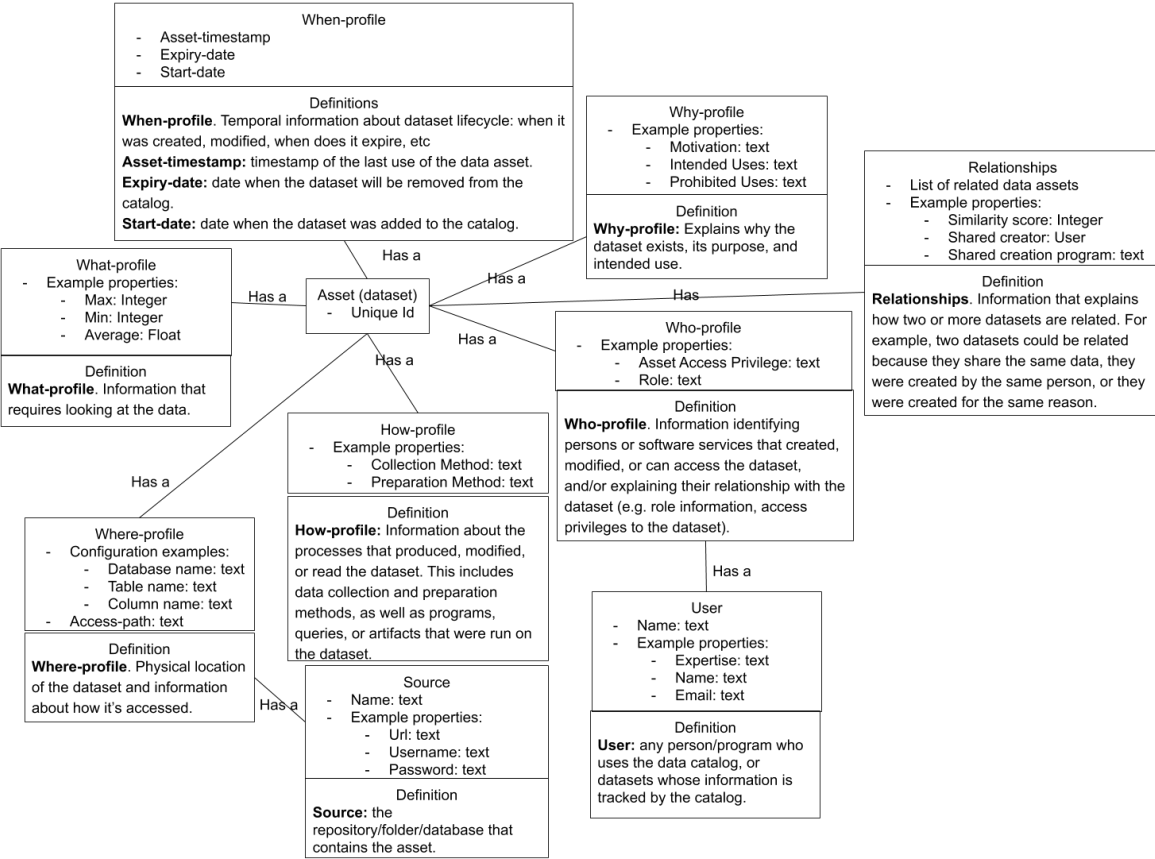 When-profile
- Asset-timestamp
- Expiry-date
- Start-date
Definitions
When-profile. Temporal information about dataset lifecycle: when it
was created, modified, when does it expire, etc
Asset-timestamp: timestamp of the last use of the data asset.
Expiry-date: date when the dataset will be removed from the
catalog.
Start-date: date when the dataset was added to the catalog.
Why-profile
- Example properties:
- Motivation: text
- Intended Uses: text
- Prohibited Uses: text
Definition
Why-profile: Explains why the
dataset exists, its purpose, and
intended use.
Relationships
- List of related data assets
- Example properties:
- Similarity score: Integer
- Shared creator: User
- Shared creation program: text
Definition
Relationships. Information that explains
how two or more datasets are related. For
example, two datasets could be related
because they share the same data, they
were created by the same person, or they
were created for the same reason.
What-profile
- Example properties:
- Max: Integer
- Min: Integer
- Average: Float
Definition
What-profile. Information that
requires looking at the data.
Has a
Has a
Has a
Has
Asset (dataset)
- Unique Id
Has a
Has a
Has a
Who-profile
- Example properties:
- Asset Access Privilege: text
- Role: text
Definition
Who-profile. Information identifying
persons or software services that created,
modified, or can access the dataset,
and/or explaining their relationship with the
dataset (e.g. role information, access
privileges to the dataset).
How-profile
- Example properties:
- Collection Method: text
- Preparation Method: text
Definition
How-profile: Information about the
processes that produced, modified,
or read the dataset. This includes
data collection and preparation
methods, as well as programs,
queries, or artifacts that were run on
the dataset.
Where-profile
- Configuration examples:
- Database name: text
- Table name: text
- Column name: text
- Access-path: text
Definition
Where-profile. Physical location
of the dataset and information
about how it's accessed.
Has a
Source
- Name: text
- Example properties:
- Url: text
- Username: text
- Password: text
Definition
Source: the
repository/folder/database that
contains the asset.
Has a
User
- Name: text
- Example properties:
- Expertise: text
- Name: text
- Email: text
Definition
User: any person/program who
uses the data catalog, or
datasets whose information is
tracked by the catalog.